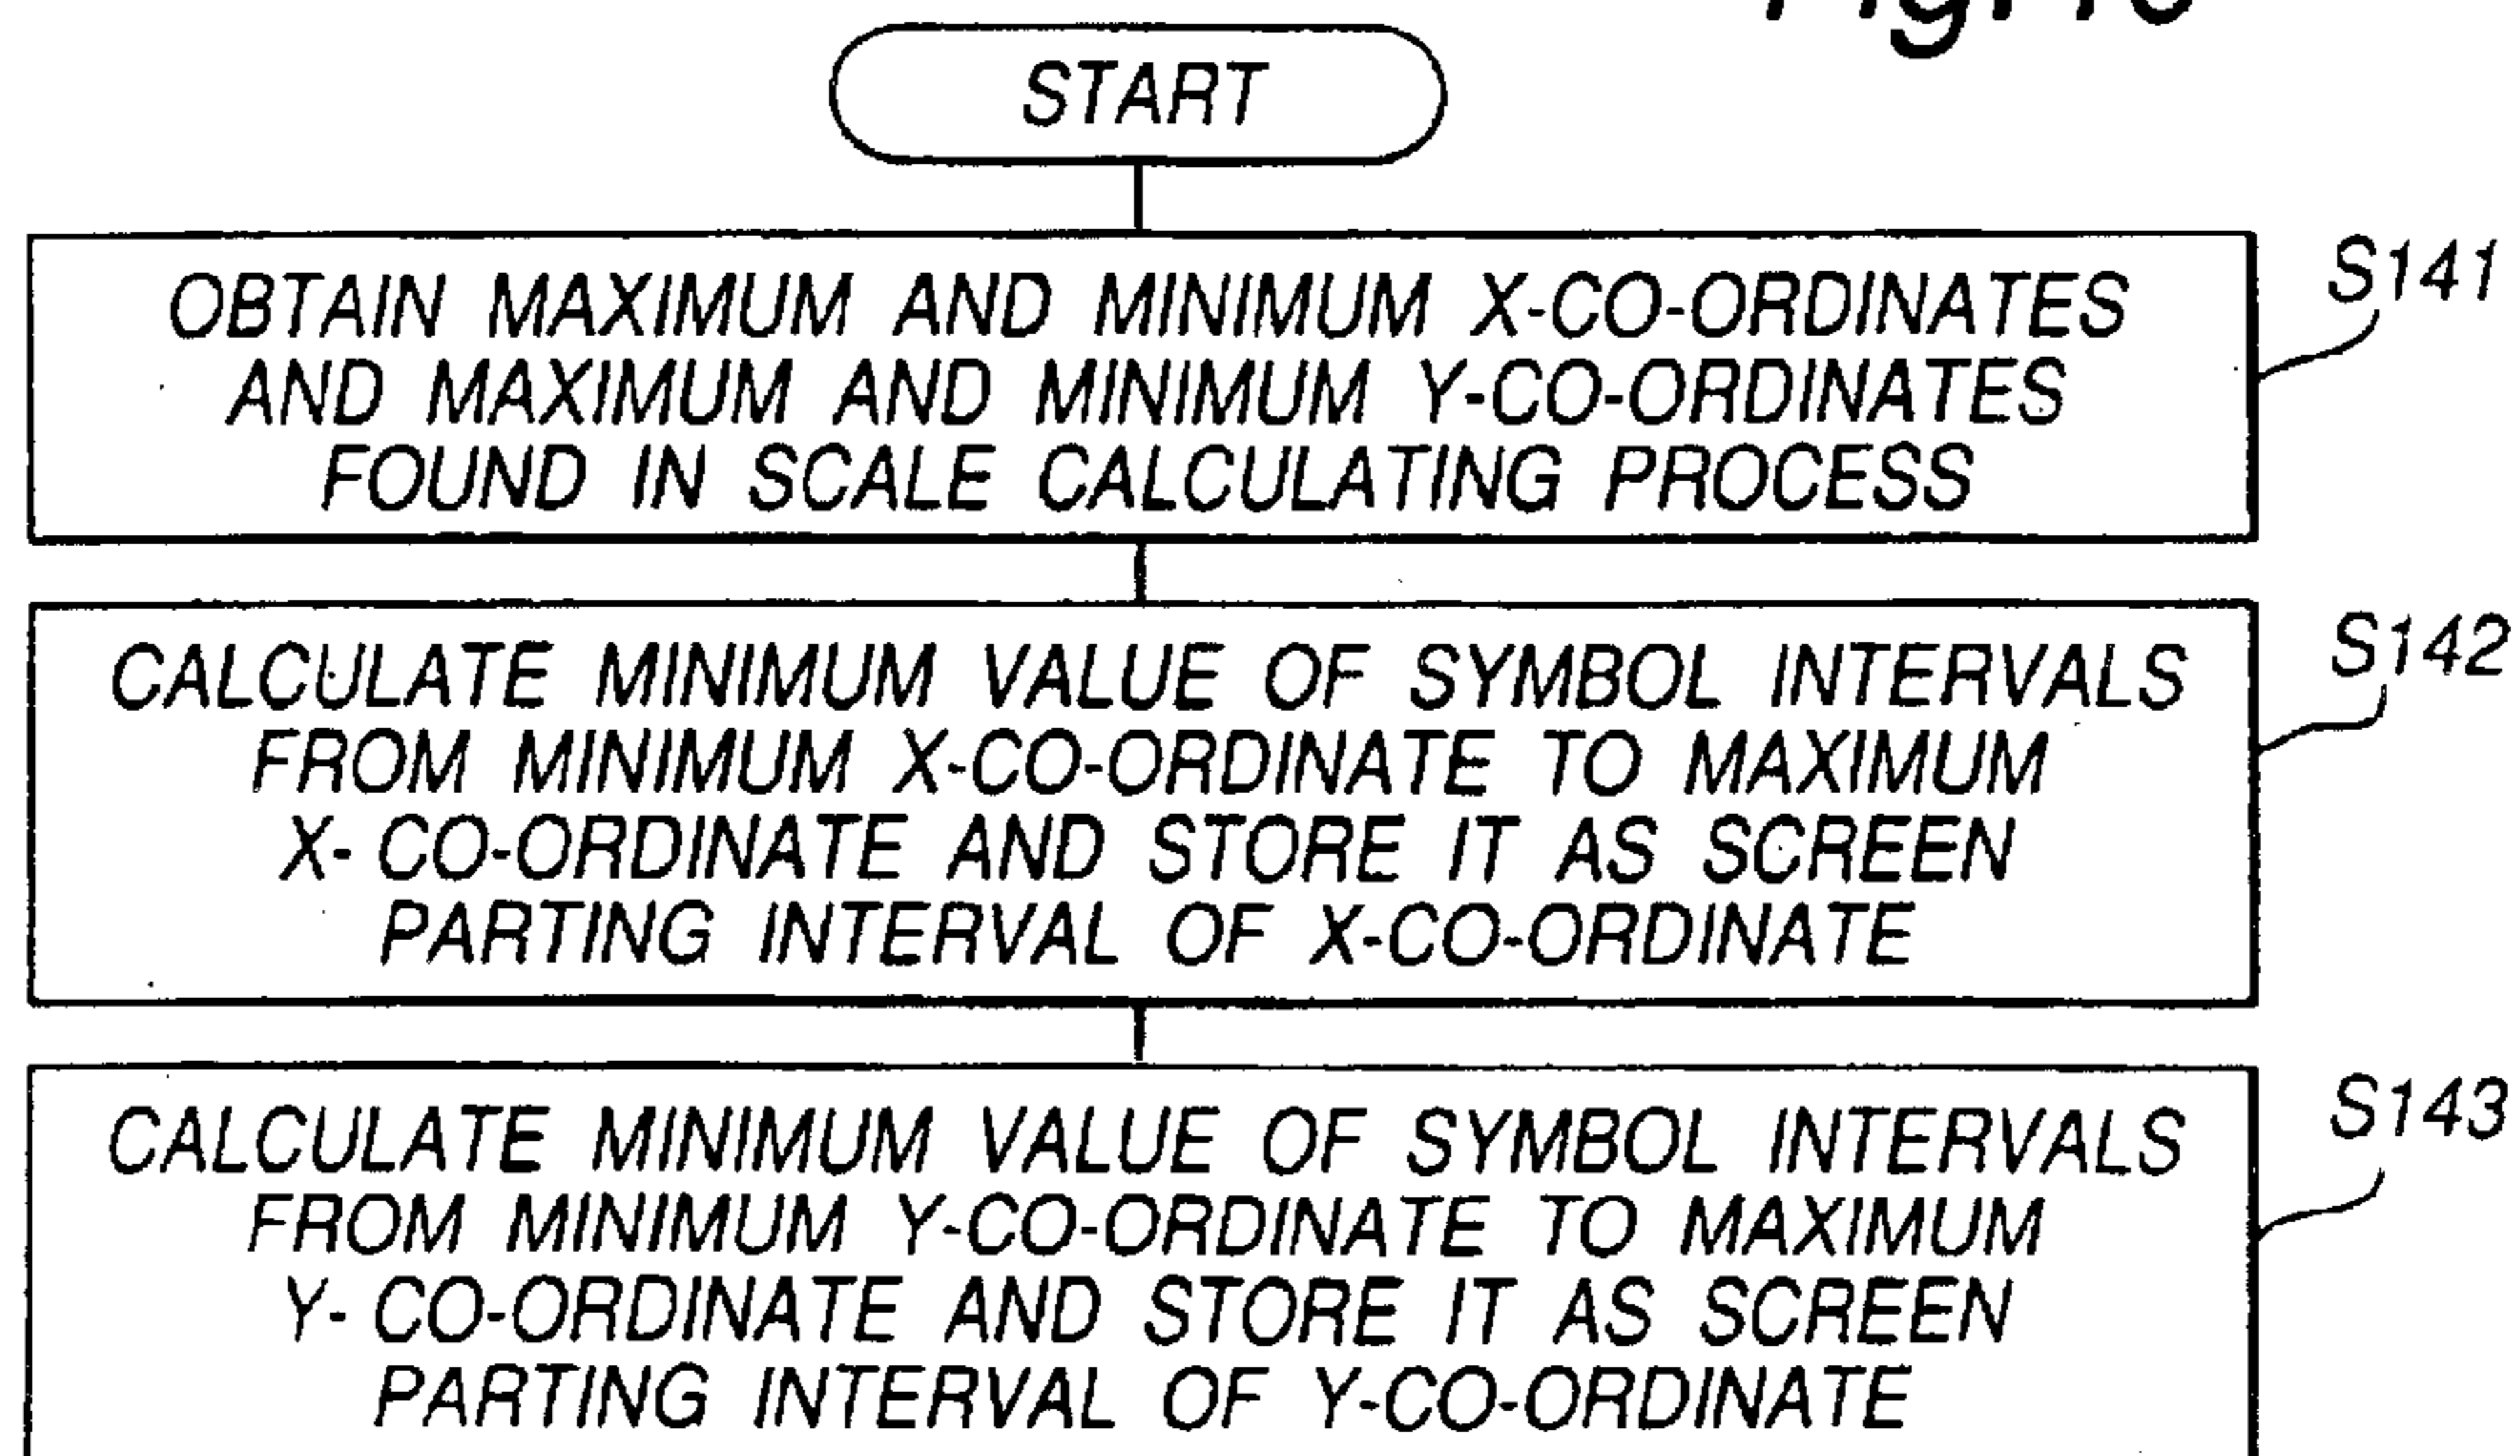 START
OBTAIN MAXIMUM AND MINIMUM X-CO-ORDINATES
AND MAXIMUM AND MINIMUM Y-CO-ORDINATES
FOUND IN SCALE CALCULATING PROCESS
S141
CALCULATE MINIMUM VALUE OF SYMBOL INTERVALS
FROM MINIMUM X-CO-ORDINATE TO MAXIMUM
X- CO-ORDINATE AND STORE IT AS SCREEN
PARTING INTERVAL OF X-CO-ORDINATE
S142
CALCULATE MINIMUM VALUE OF SYMBOL INTERVALS
FROM MINIMUM Y-CO-ORDINATE TO MAXIMUM
Y- CO-ORDINATE AND STORE IT AS SCREEN
PARTING INTERVAL OF Y-CO-ORDINATE
S143